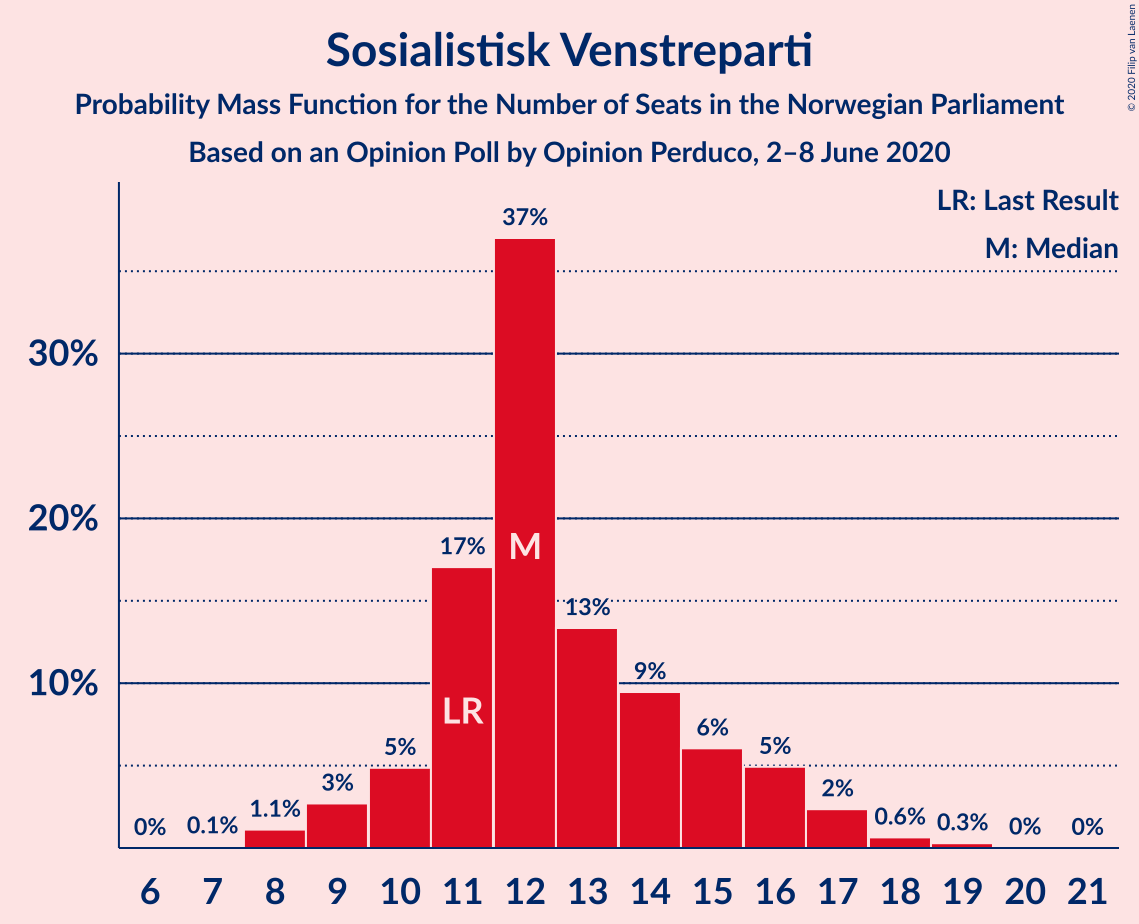 Sosialistisk Venstreparti
Probability Mass Function for the Number of Seats in the Norwegian Parliament
Based on an Opinion Poll by Opinion Perduco, 2–8 June 2020
© 2020 Filip van Laenen
LR: Last Result
M: Median
37%
30%
20%
17%
M
13%
10%
9%
LR
6%
5%
5%
3%
2%
1.1%
0.6%
0.3%
0%
0.1%
0%
0%
6 7 8 9 10 11 12 13 14 15 16 17 18 19 20 21